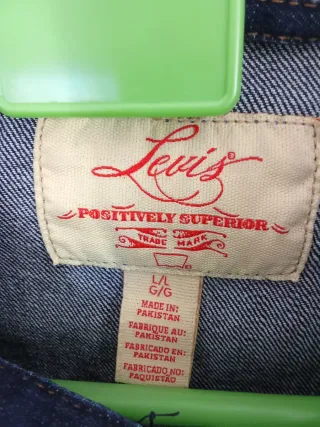 Levi's®
POSITIVELY SUPERIOR
TRADE MARK
L/L
G/G
MADE IN:
PAKISTAN
FABRIQUE AU:
PAKISTAN
FABRICADO EN:
PAKISTAN
FABRICADO NO:
PAQUISTÃO